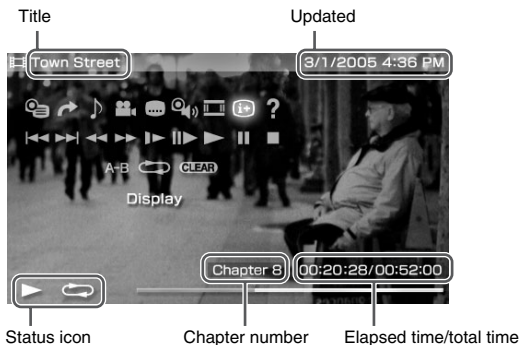 Title Updated
Town Street 3/1/2005 4:36 PM
i+ ?
A-B CLEAR
Display
Chapter 8 00:20:28/00:52:00
Status icon Chapter number Elapsed time/total time